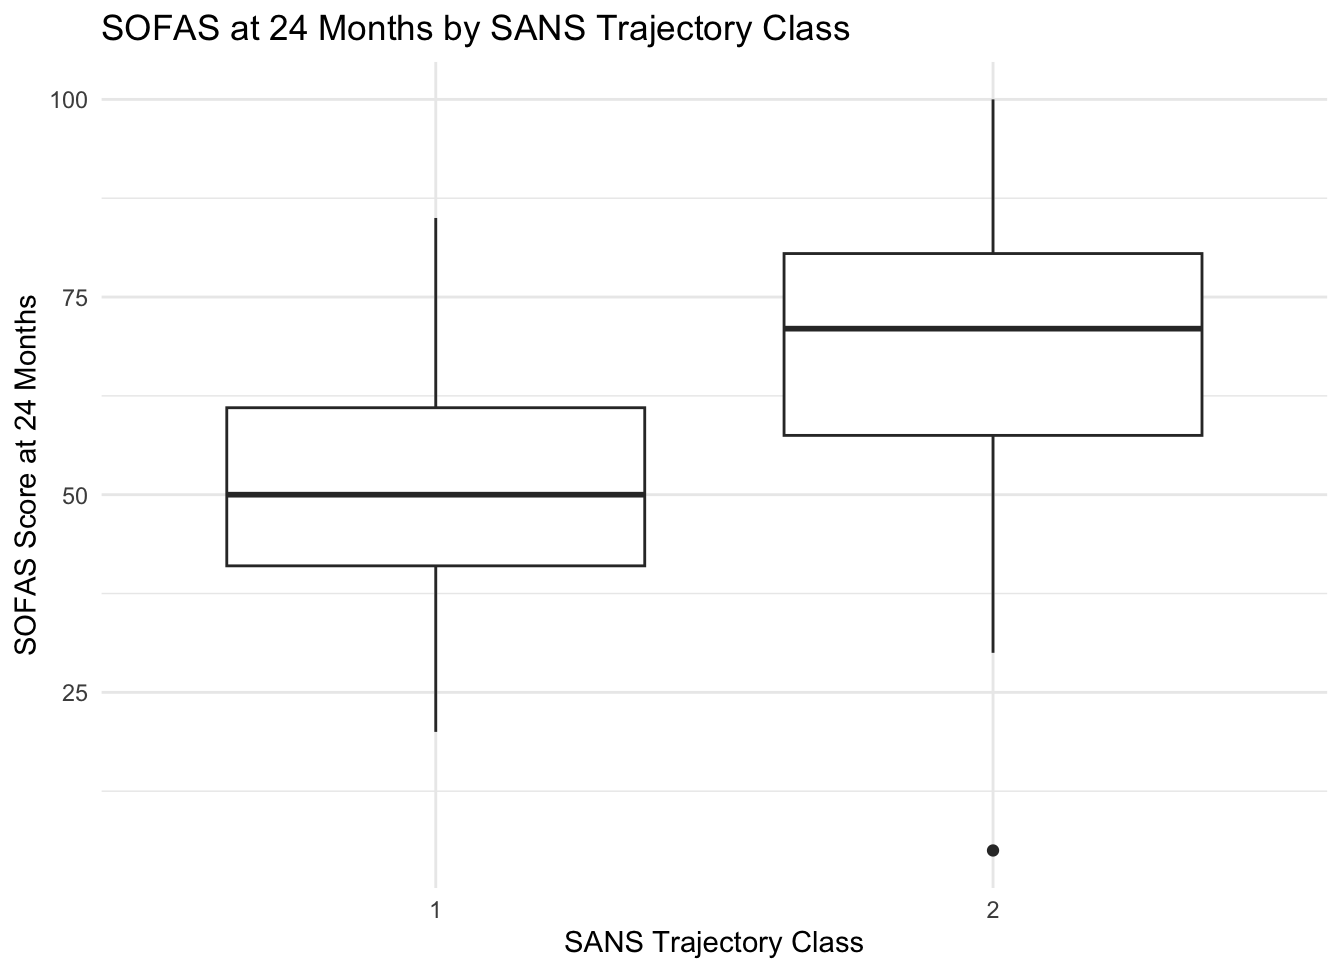 SOFAS at 24 Months by SANS Trajectory Class
100
75
50
25
SOFAS Score at 24 Months
1 2
SANS Trajectory Class